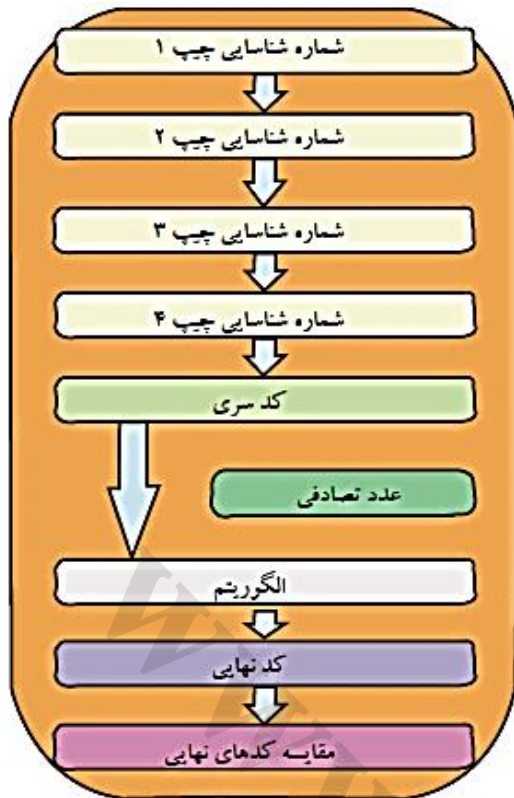 شماره شناسایی چیپ ۱
شماره شناسایی چیپ ۲
شماره شناسایی چیپ ۳
شماره شناسایی چیپ ۴
کد سری
عدد تصادفی
الگوریتم
کد نهایی
مقایسه کدهای نهایی